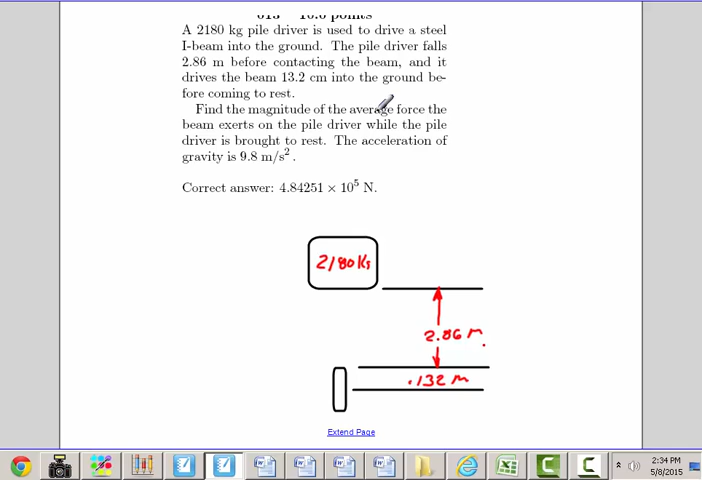 015 10.0 points
A 2180 kg pile driver is used to drive a steel
I-beam into the ground. The pile driver falls
2.86 m before contacting the beam, and it
drives the beam 13.2 cm into the ground be-
fore coming to rest.
Find the magnitude of the average force the
beam exerts on the pile driver while the pile
driver is brought to rest. The acceleration of
gravity is 9.8 m/s² .
Correct answer: 4.84251 × 10⁵ N.
2180 Kg
2.86 m
.132 m
Extend Page
2:34 PM
5/8/2015